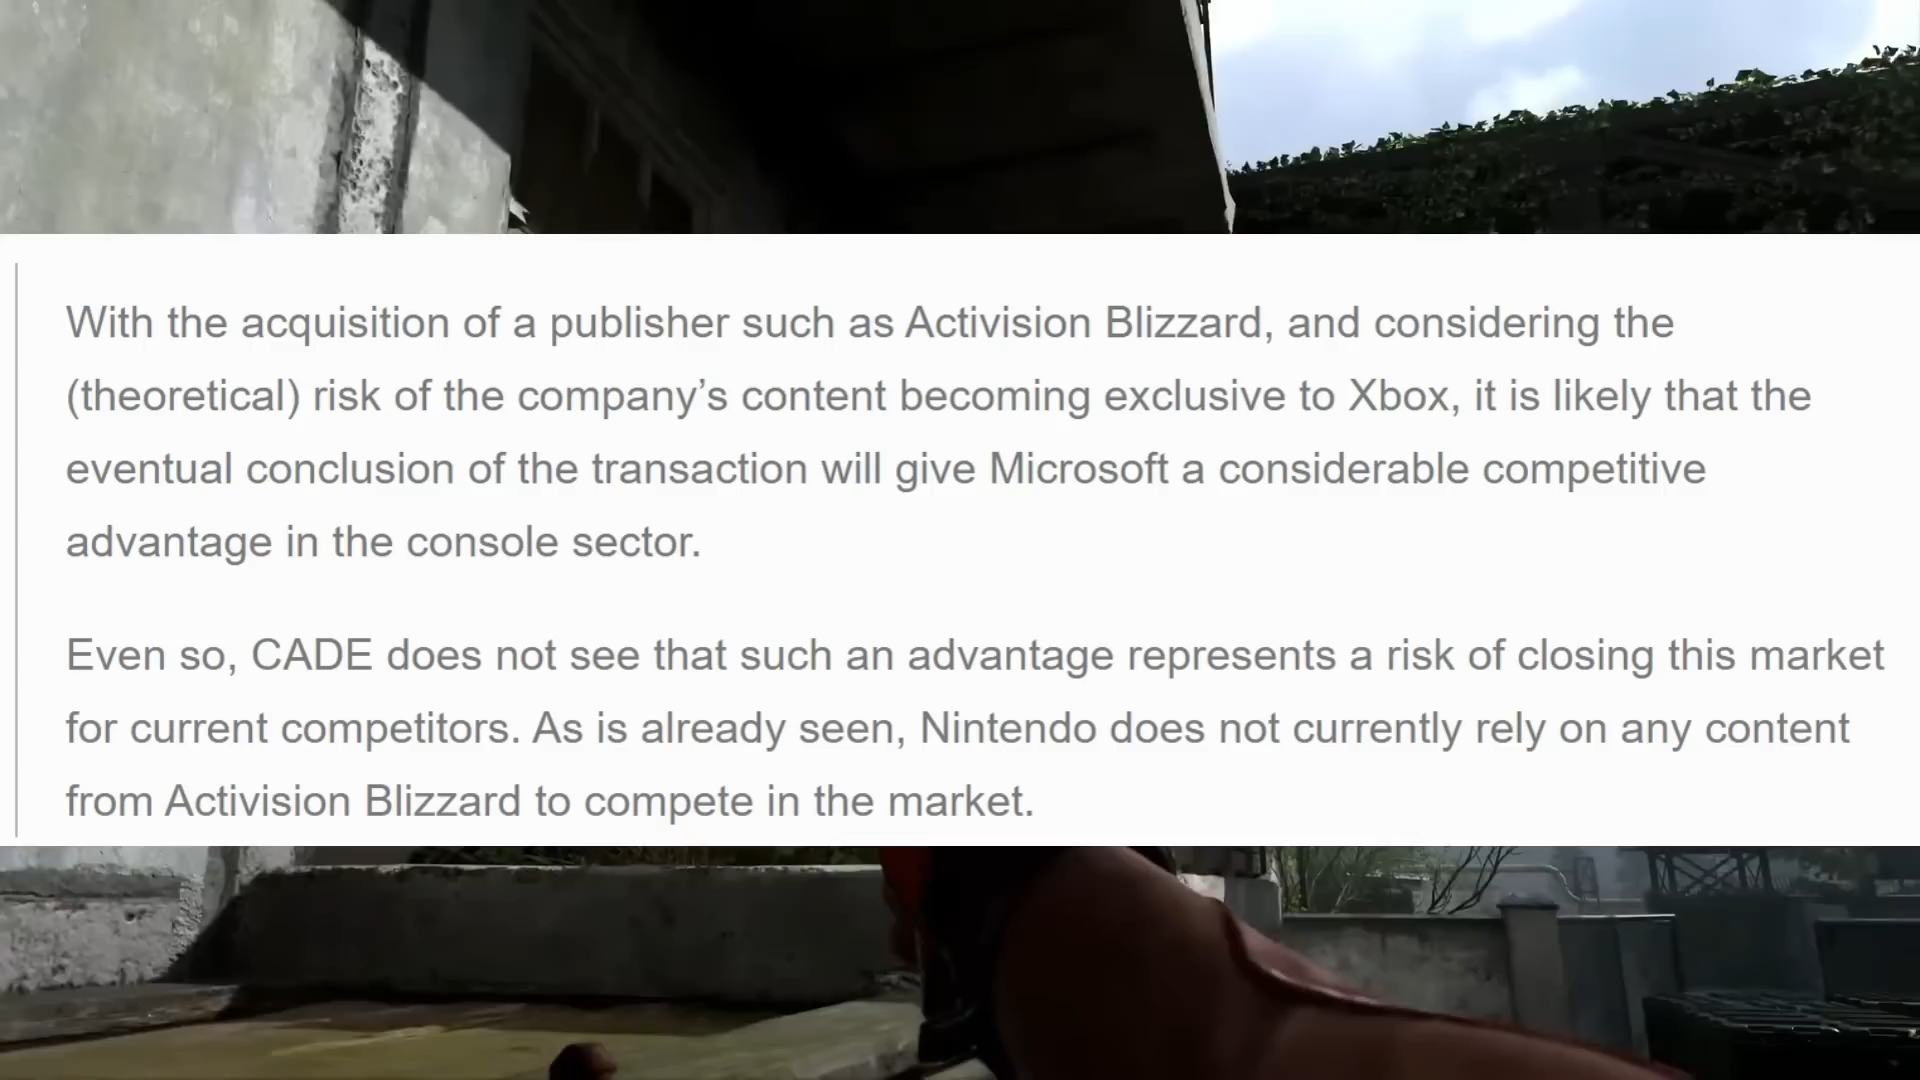 With the acquisition of a publisher such as Activision Blizzard, and considering the
(theoretical) risk of the company’s content becoming exclusive to Xbox, it is likely that the
eventual conclusion of the transaction will give Microsoft a considerable competitive
advantage in the console sector.
Even so, CADE does not see that such an advantage represents a risk of closing this market
for current competitors. As is already seen, Nintendo does not currently rely on any content
from Activision Blizzard to compete in the market.